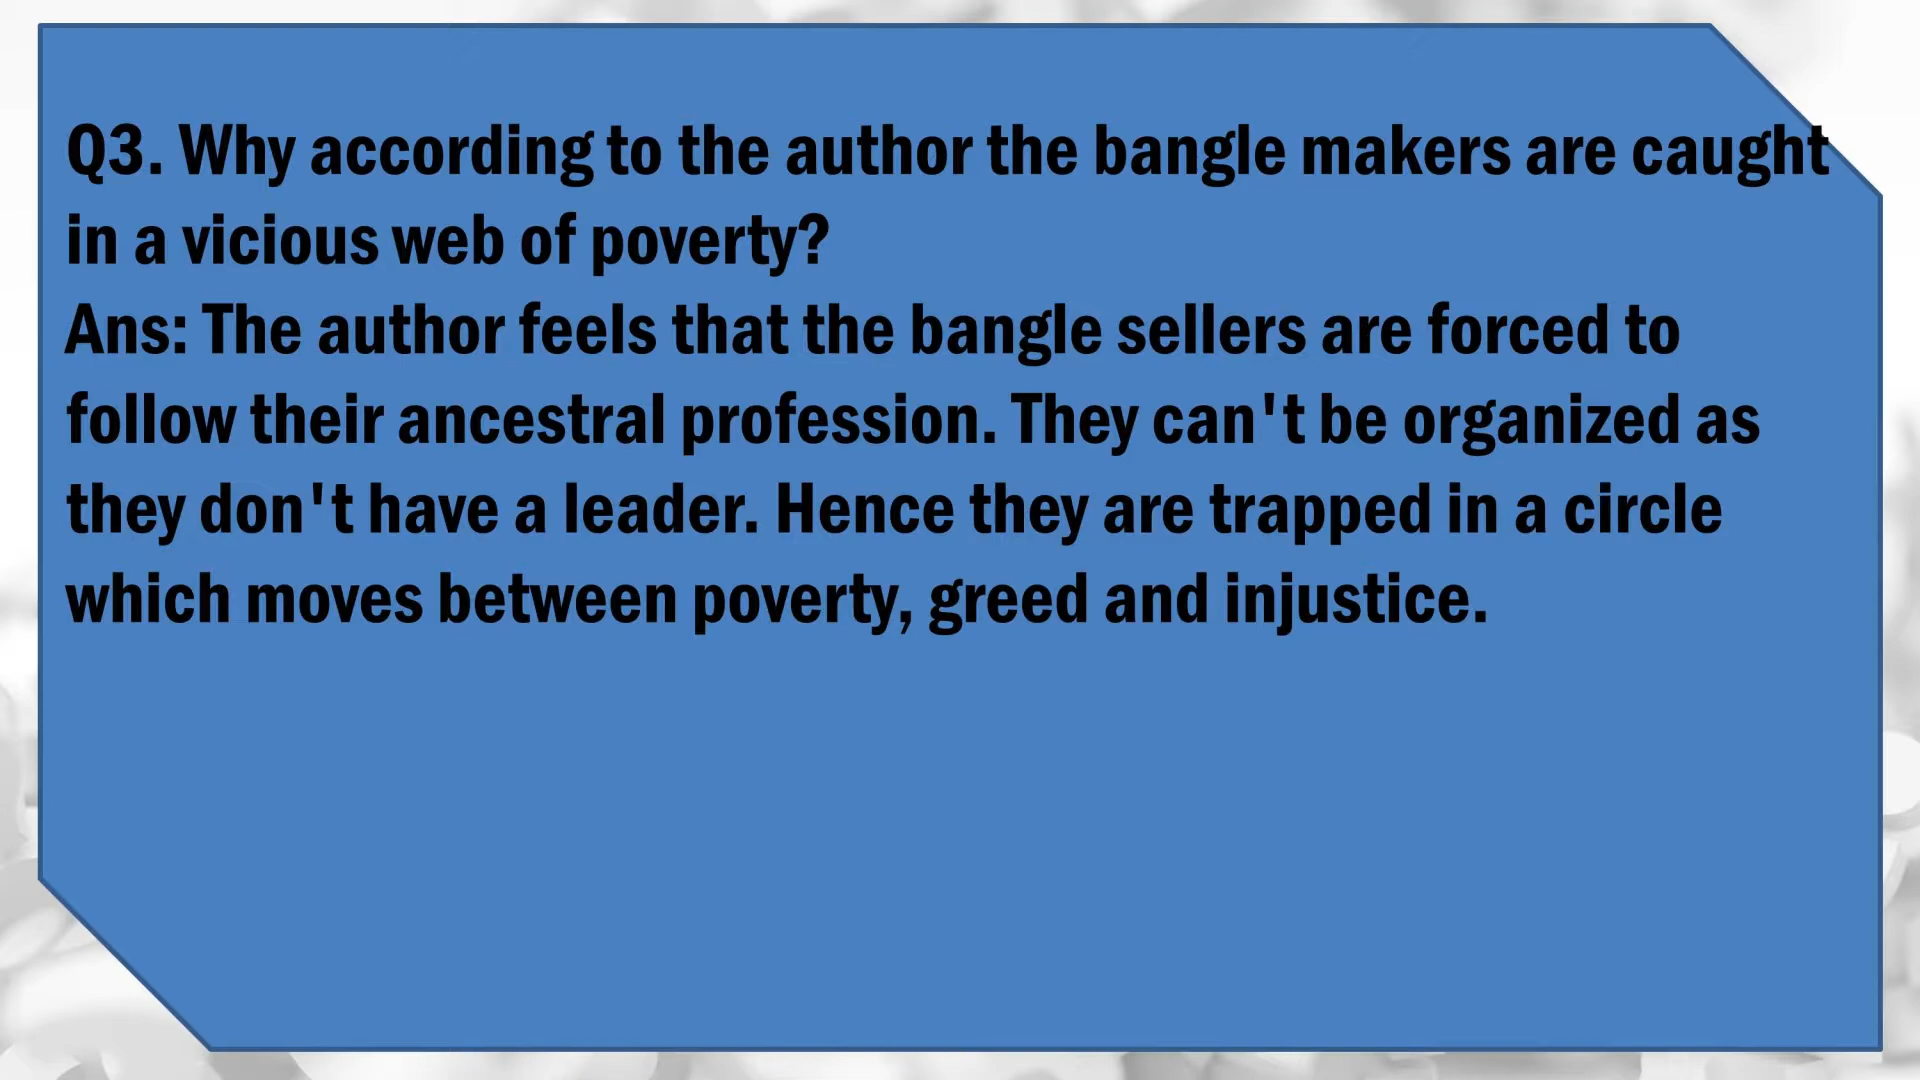 Q3. Why according to the author the bangle makers are caught
in a vicious web of poverty?
Ans: The author feels that the bangle sellers are forced to
follow their ancestral profession. They can't be organized as
they don't have a leader. Hence they are trapped in a circle
which moves between poverty, greed and injustice.